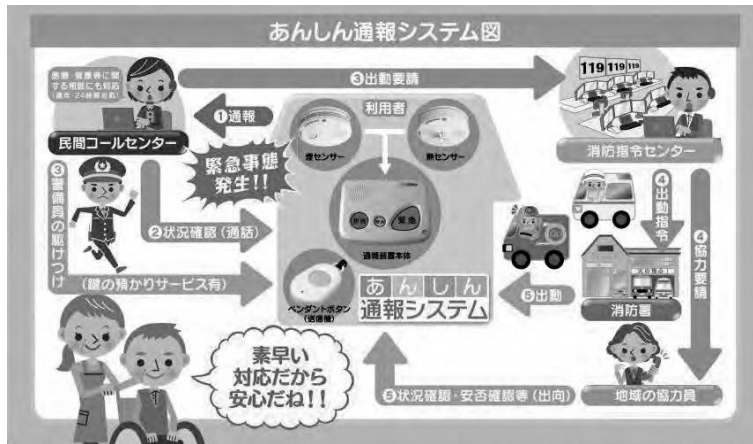 あんしん通報システム図
医療・健康等に関
する相談にも対応
民間コールセンター
❸出動要請
❶通報
緊急事態
発生!!
利用者
煙センサー
熱センサー
119
119
119
消防指令センター
❸警備員の駆けつけ
❷状況確認(通話)
(鍵の預かりサービス有)
緊急
通報装置本体
ペンダントボタン
(送信機)
あんしん
通報システム
❹出動指令
❹協力要請
❺出動
消防署
素早い
対応だから
安心だね!!
❺状況確認・安否確認等(出向)
地域の協力員